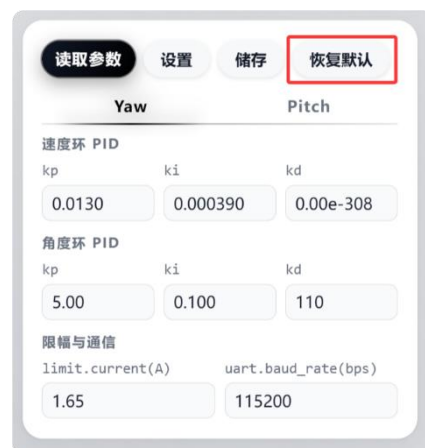 读取参数 设置 储存 恢复默认
Yaw Pitch
速度环 PID
kp ki kd
0.0130 0.000390 0.00e-308
角度环 PID
kp ki kd
5.00 0.100 110
限幅与通信
limit.current(A) uart.baud_rate(bps)
1.65 115200